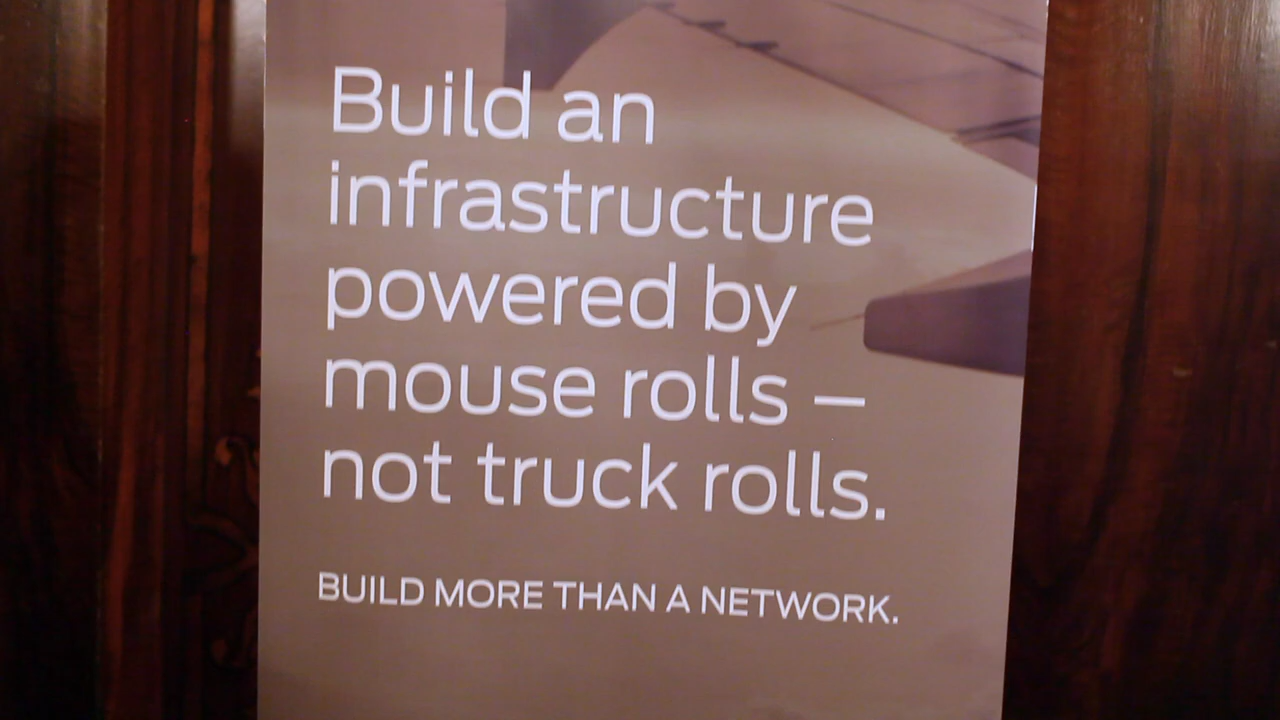 Build an
infrastructure
powered by
mouse rolls –
not truck rolls.
BUILD MORE THAN A NETWORK.